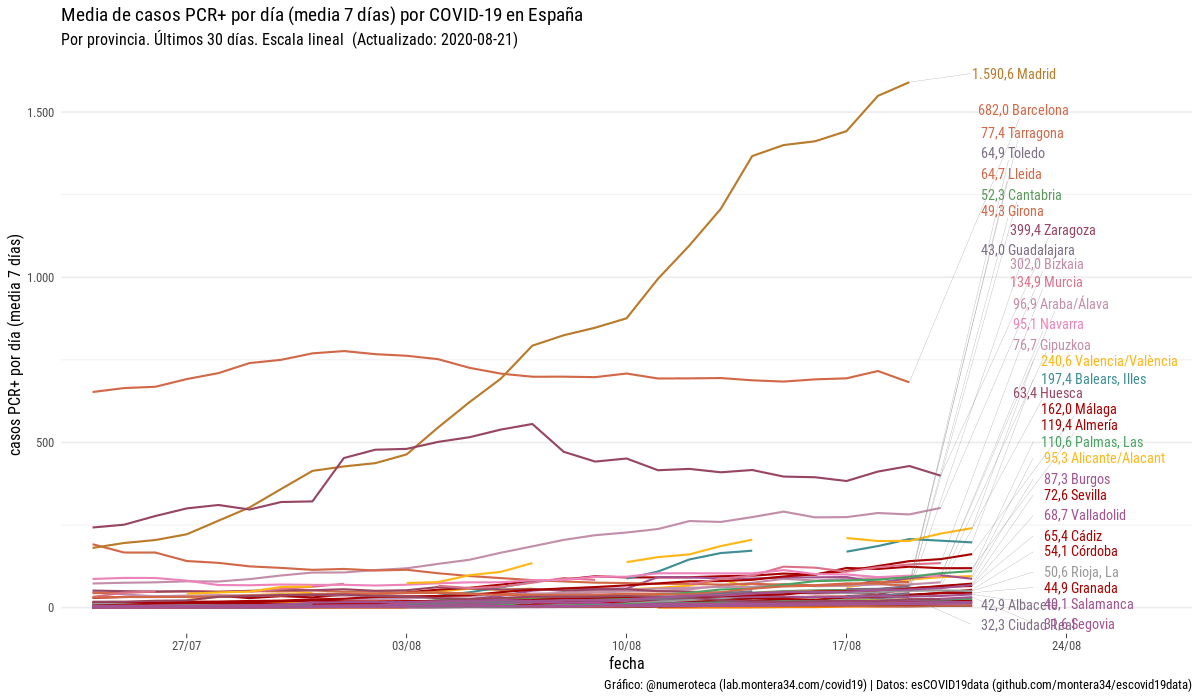 Media de casos PCR+ por día (media 7 días) por COVID-19 en España
Por provincia. Últimos 30 días. Escala lineal  (Actualizado: 2020-08-21)
casos PCR+ por día (media 7 días)
1.500
1.000
500
0
1.590,6 Madrid
682,0 Barcelona
77,4 Tarragona
64,9 Toledo
64,7 Lleida
52,3 Cantabria
49,3 Girona
399,4 Zaragoza
43,0 Guadalajara
302,0 Bizkaia
134,9 Murcia
96,9 Araba/Álava
95,1 Navarra
76,7 Gipuzkoa
240,6 Valencia/València
197,4 Balears, Illes
63,4 Huesca
162,0 Málaga
119,4 Almería
110,6 Palmas, Las
95,3 Alicante/Alacant
87,3 Burgos
72,6 Sevilla
68,7 Valladolid
65,4 Cádiz
54,1 Córdoba
50,6 Rioja, La
44,9 Granada
42,9 Albacete
40,1 Salamanca
32,3 Ciudad Real
31,6 Segovia
27/07
03/08
10/08
17/08
24/08
fecha
Gráfico: @numeroteca (lab.montera34.com/covid19) | Datos: esCOVID19data (github.com/montera34/escovid19data)